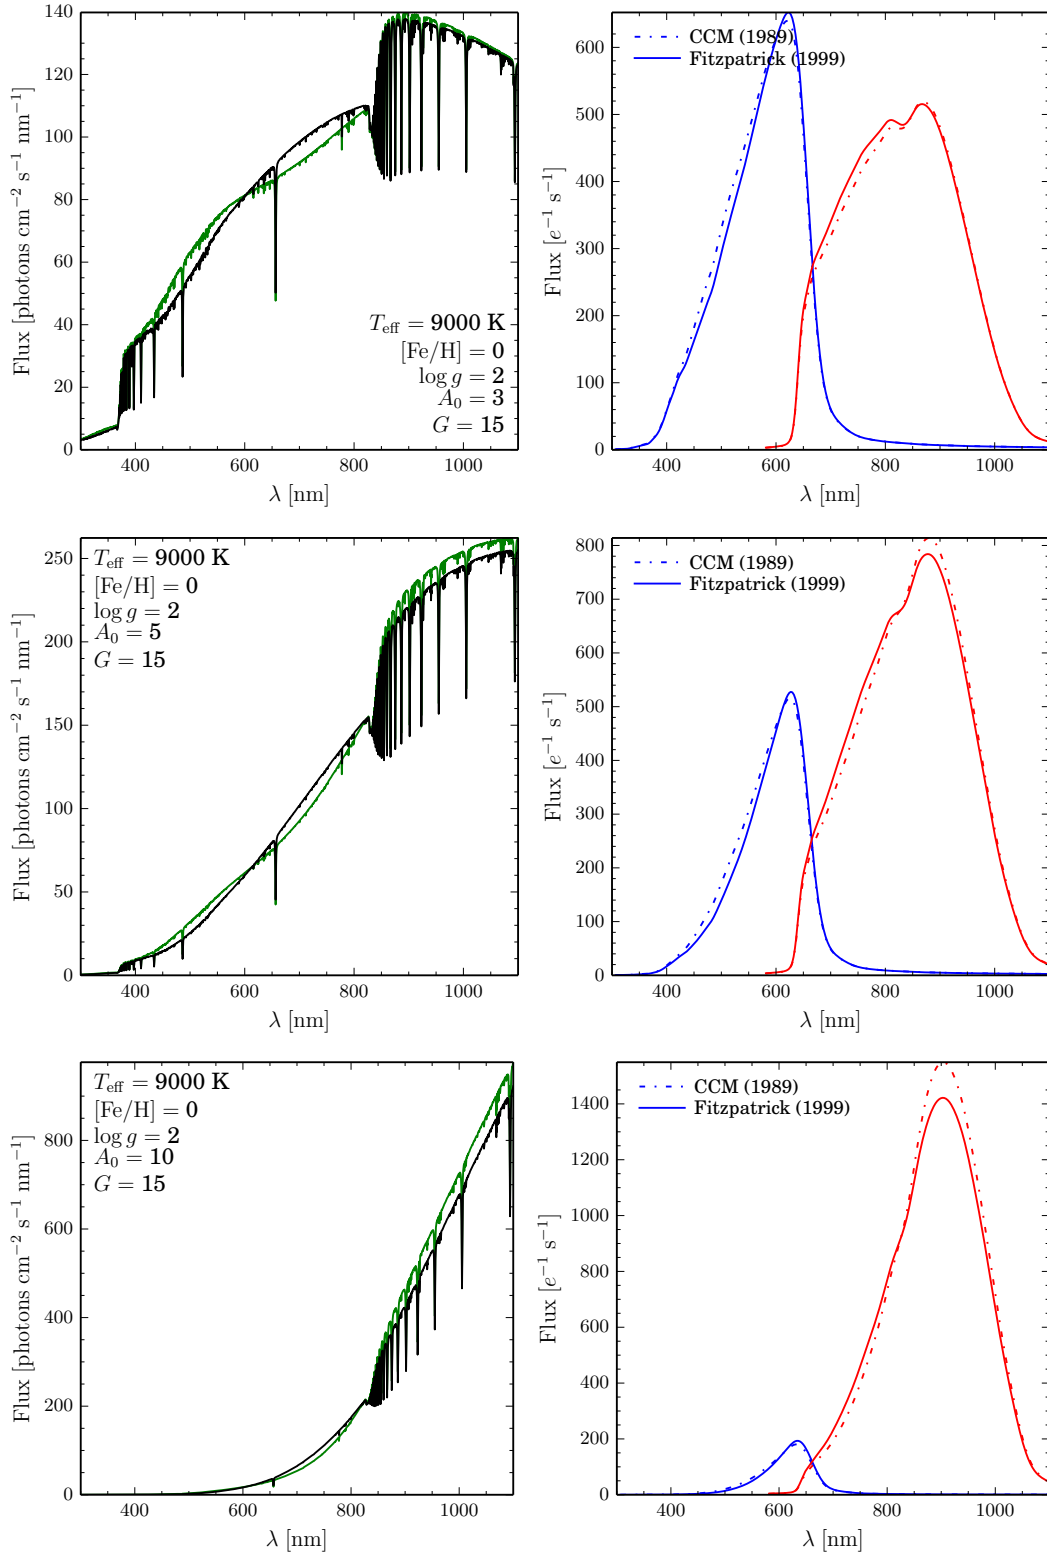 140
120
100
80
60
40
20
0
Flux [photons cm⁻² s⁻¹ nm⁻¹]
T_eff = 9000 K
[Fe/H] = 0
log g = 2
A₀ = 3
G = 15
400 600 800 1000
λ [nm]
600
500
400
300
200
100
0
Flux [e⁻¹ s⁻¹]
CCM (1989)
Fitzpatrick (1999)
400 600 800 1000
λ [nm]
250
200
150
100
50
0
Flux [photons cm⁻² s⁻¹ nm⁻¹]
T_eff = 9000 K
[Fe/H] = 0
log g = 2
A₀ = 5
G = 15
400 600 800 1000
λ [nm]
800
700
600
500
400
300
200
100
0
Flux [e⁻¹ s⁻¹]
CCM (1989)
Fitzpatrick (1999)
400 600 800 1000
λ [nm]
800
600
400
200
0
Flux [photons cm⁻² s⁻¹ nm⁻¹]
T_eff = 9000 K
[Fe/H] = 0
log g = 2
A₀ = 10
G = 15
400 600 800 1000
λ [nm]
1400
1200
1000
800
600
400
200
0
Flux [e⁻¹ s⁻¹]
CCM (1989)
Fitzpatrick (1999)
400 600 800 1000
λ [nm]